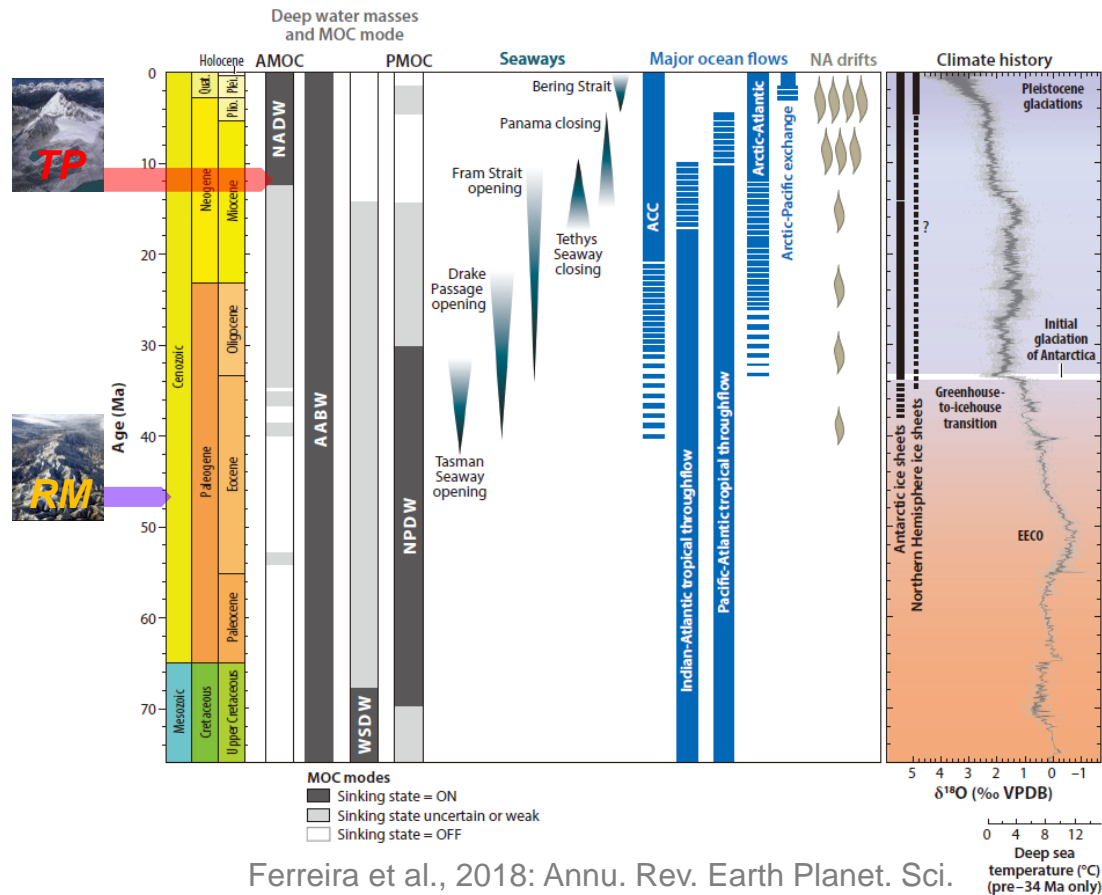 Deep water masses
and MOC mode
Holocene
AMOC
PMOC
Seaways
Major ocean flows
NA drifts
Climate history
TP
RM
Age (Ma)
0
10
20
30
40
50
60
70
Cenozoic
Mesozoic
Quat.
Neogene
Paleogene
Cretaceous
Plei.
Plio.
Miocene
Oligocene
Eocene
Paleocene
Upper Cretaceous
NADW
AABW
WSDW
NPDW
Bering Strait
Panama closing
Fram Strait
opening
Tethys
Seaway
closing
Drake
Passage
opening
Tasman
Seaway
opening
ACC
Indian-Atlantic tropical throughflow
Pacific-Atlantic tropical throughflow
Arctic-Atlantic
Arctic-Pacific exchange
Antarctic ice sheets
Northern Hemisphere ice sheets
Pleistocene
glaciations
?
Initial
glaciation
of Antarctica
Greenhouse-
to-icehouse
transition
EECO
5 4 3 2 1 0 −1
δ18O (‰ VPDB)
0 4 8 12
Deep sea
temperature (°C)
(pre−34 Ma only)
MOC modes
Sinking state = ON
Sinking state uncertain or weak
Sinking state = OFF
Ferreira et al., 2018: Annu. Rev. Earth Planet. Sci.